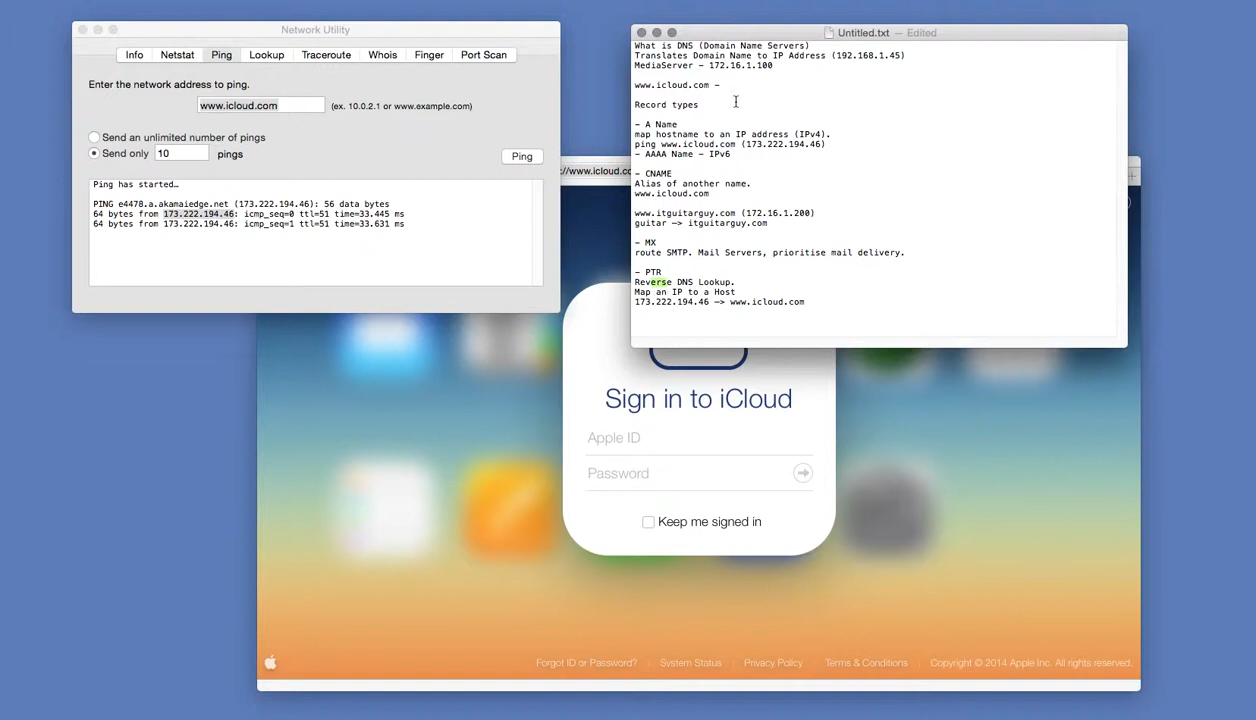 Network Utility
Info Netstat Ping Lookup Traceroute Whois Finger Port Scan
Enter the network address to ping.
www.icloud.com (ex. 10.0.2.1 or www.example.com)
Send an unlimited number of pings
Send only 10 pings
Ping
Ping has started…
PING e4478.a.akamaiedge.net (173.222.194.46): 56 data bytes
64 bytes from 173.222.194.46: icmp_seq=0 ttl=51 time=33.445 ms
64 bytes from 173.222.194.46: icmp_seq=1 ttl=51 time=33.631 ms
Untitled.txt — Edited
What is DNS (Domain Name Servers)
Translates Domain Name to IP Address (192.168.1.45)
MediaServer - 172.16.1.100
www.icloud.com -
Record types
- A Name
map hostname to an IP address (IPv4).
ping www.icloud.com (173.222.194.46)
- AAAA Name - IPv6
- CNAME
Alias of another name.
www.icloud.com
www.itguitarguy.com (172.16.1.200)
guitar —> itguitarguy.com
- MX
route SMTP. Mail Servers, prioritise mail delivery.
- PTR
Reverse DNS Lookup.
Map an IP to a Host
173.222.194.46 —> www.icloud.com
://www.icloud.co
Sign in to iCloud
Apple ID
Password
Keep me signed in
Forgot ID or Password? System Status Privacy Policy Terms & Conditions Copyright © 2014 Apple Inc. All rights reserved.